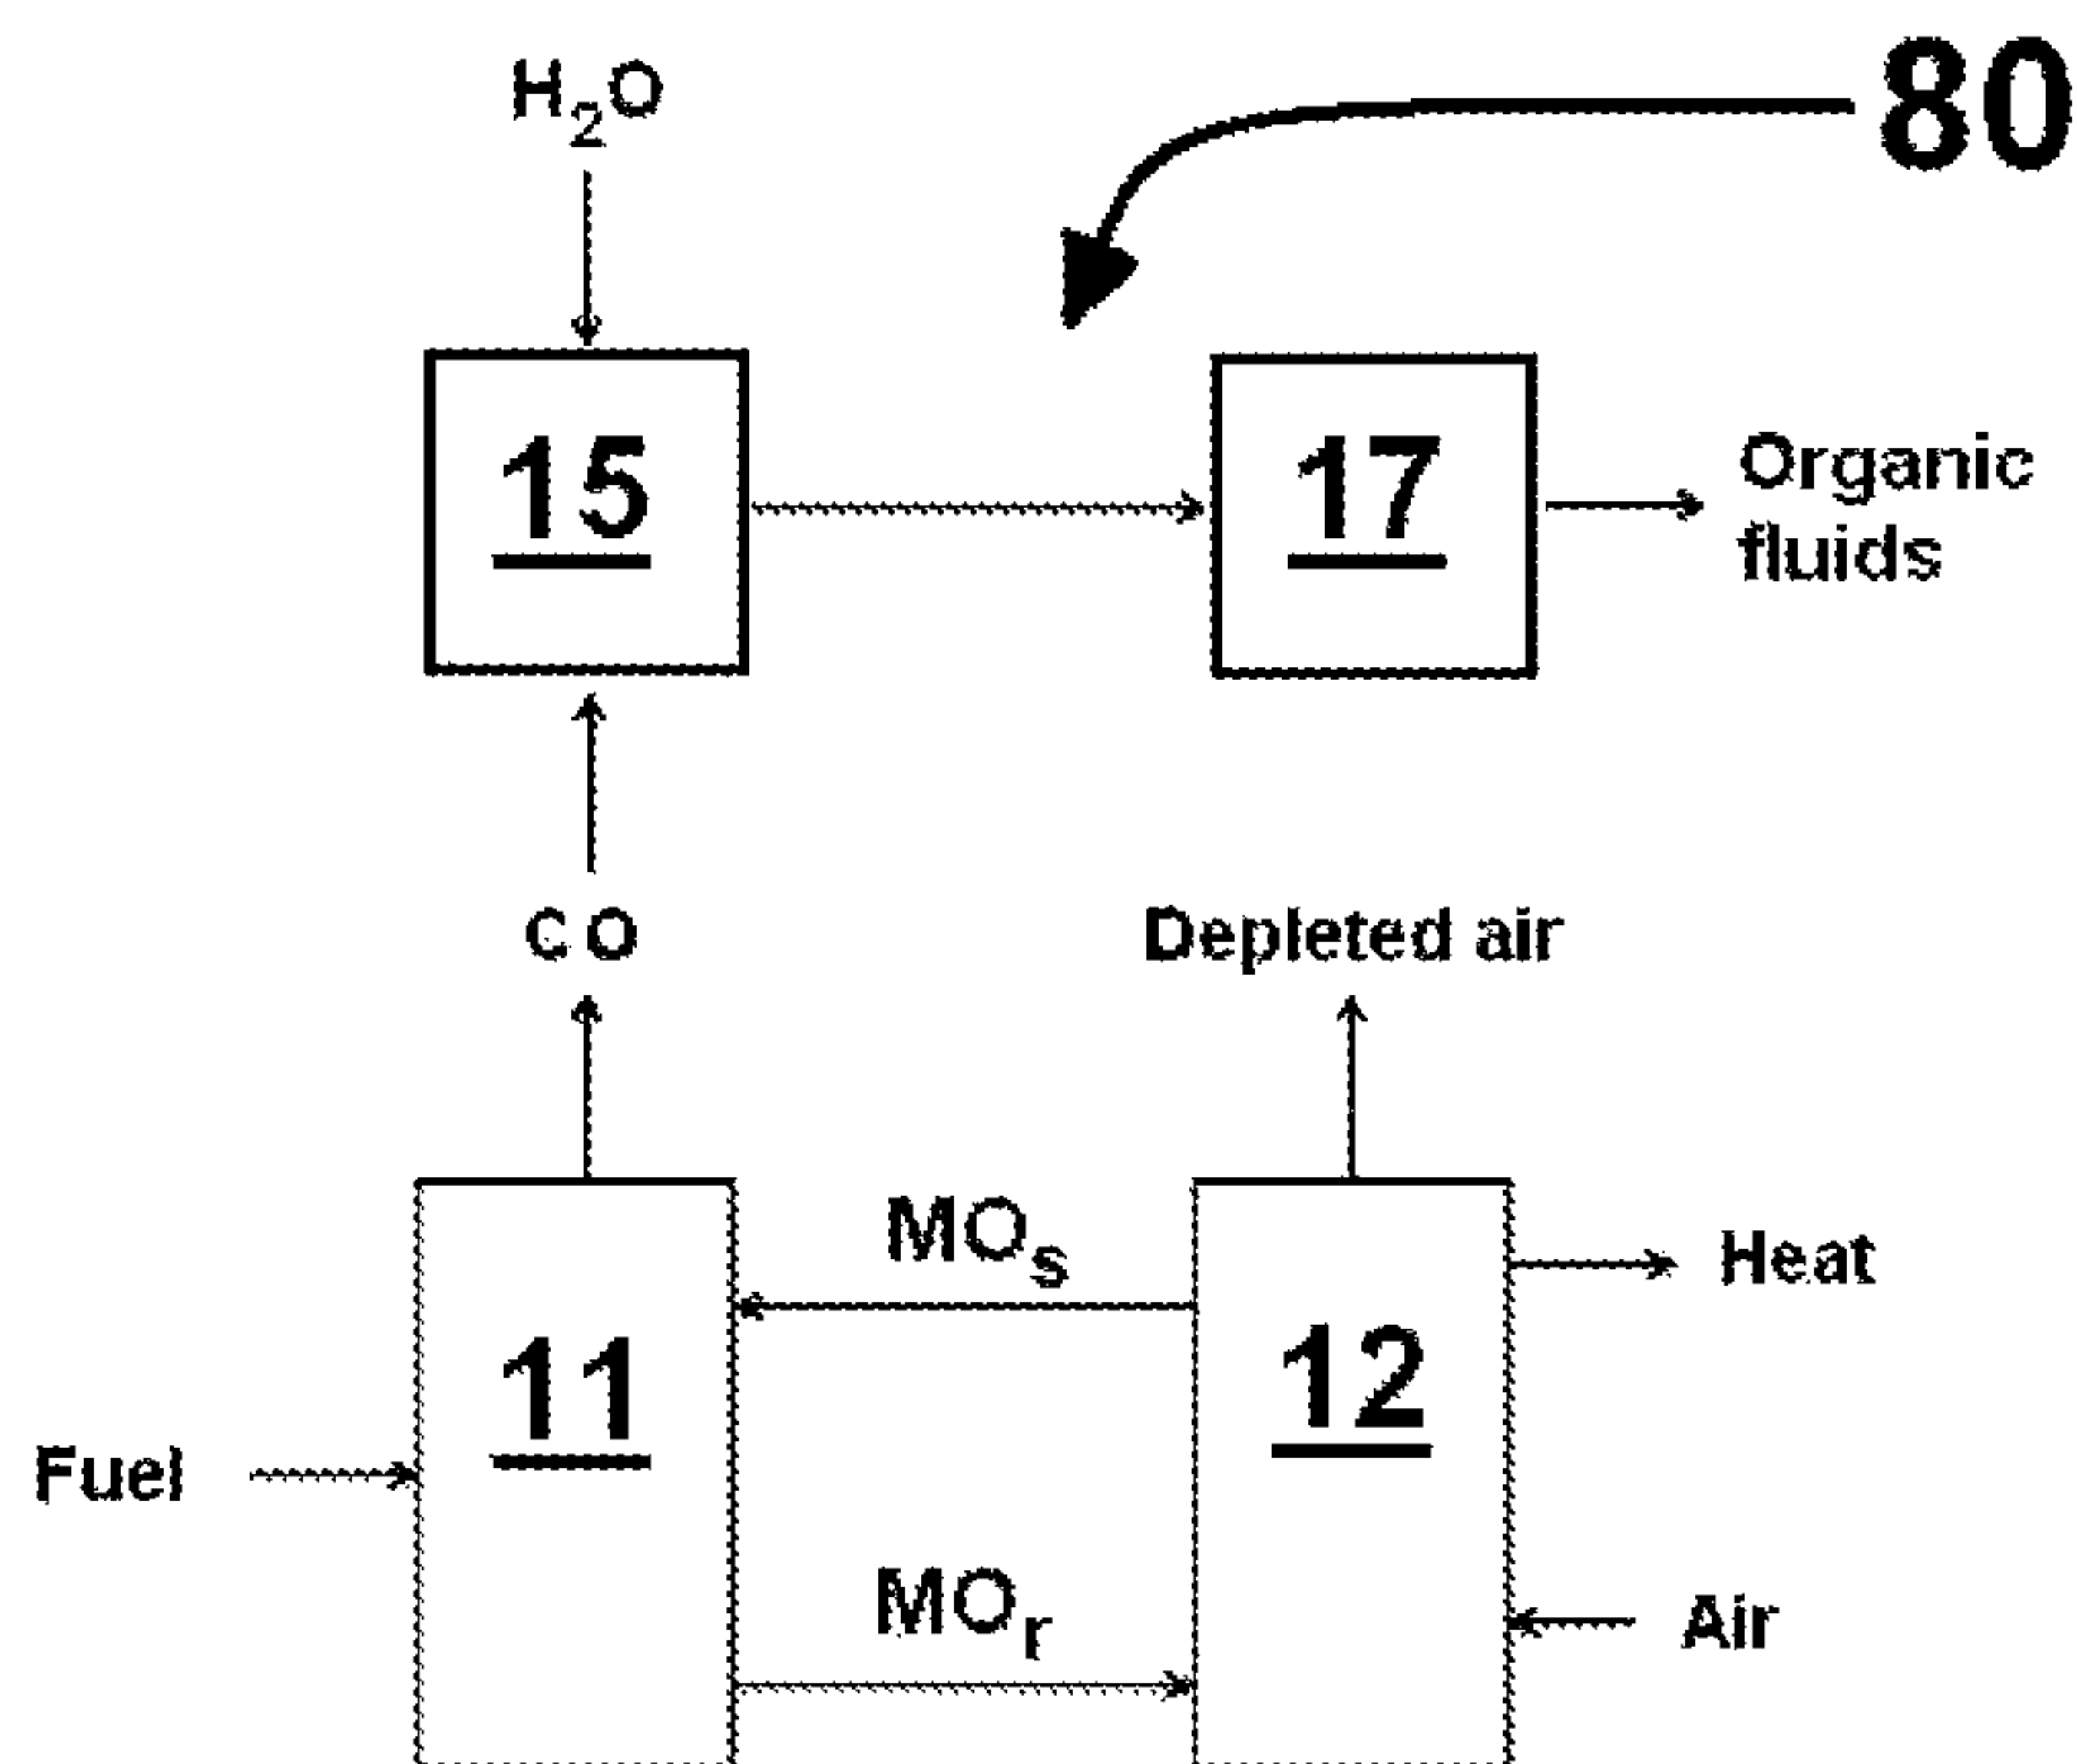 H2O
80
15
17
Organic
fluids
CO
Depleted air
MOs
Heat
11
12
Fuel
MOr
Air